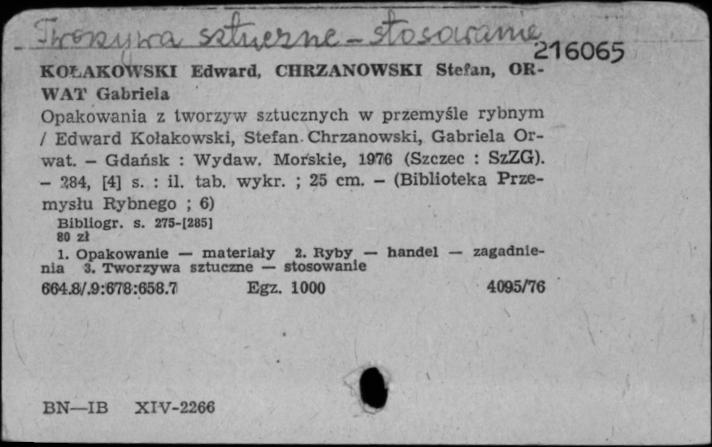 Tworzywa sztuczne – stosowanie
216065
KOŁAKOWSKI Edward, CHRZANOWSKI Stefan, OR-
WAT Gabriela
Opakowania z tworzyw sztucznych w przemyśle rybnym
/ Edward Kołakowski, Stefan Chrzanowski, Gabriela Or-
wat. – Gdańsk : Wydaw. Morskie, 1976 (Szczec : SzZG).
– 284, [4] s. : il. tab. wykr. ; 25 cm. – (Biblioteka Prze-
mysłu Rybnego ; 6)
Bibliogr. s. 275-[285]
80 zł
1. Opakowanie — materiały 2. Ryby — handel — zagadnie-
nia 3. Tworzywa sztuczne — stosowanie
664.8/.9:678:658.7 Egz. 1000 4095/76
BN—IB XIV-2266